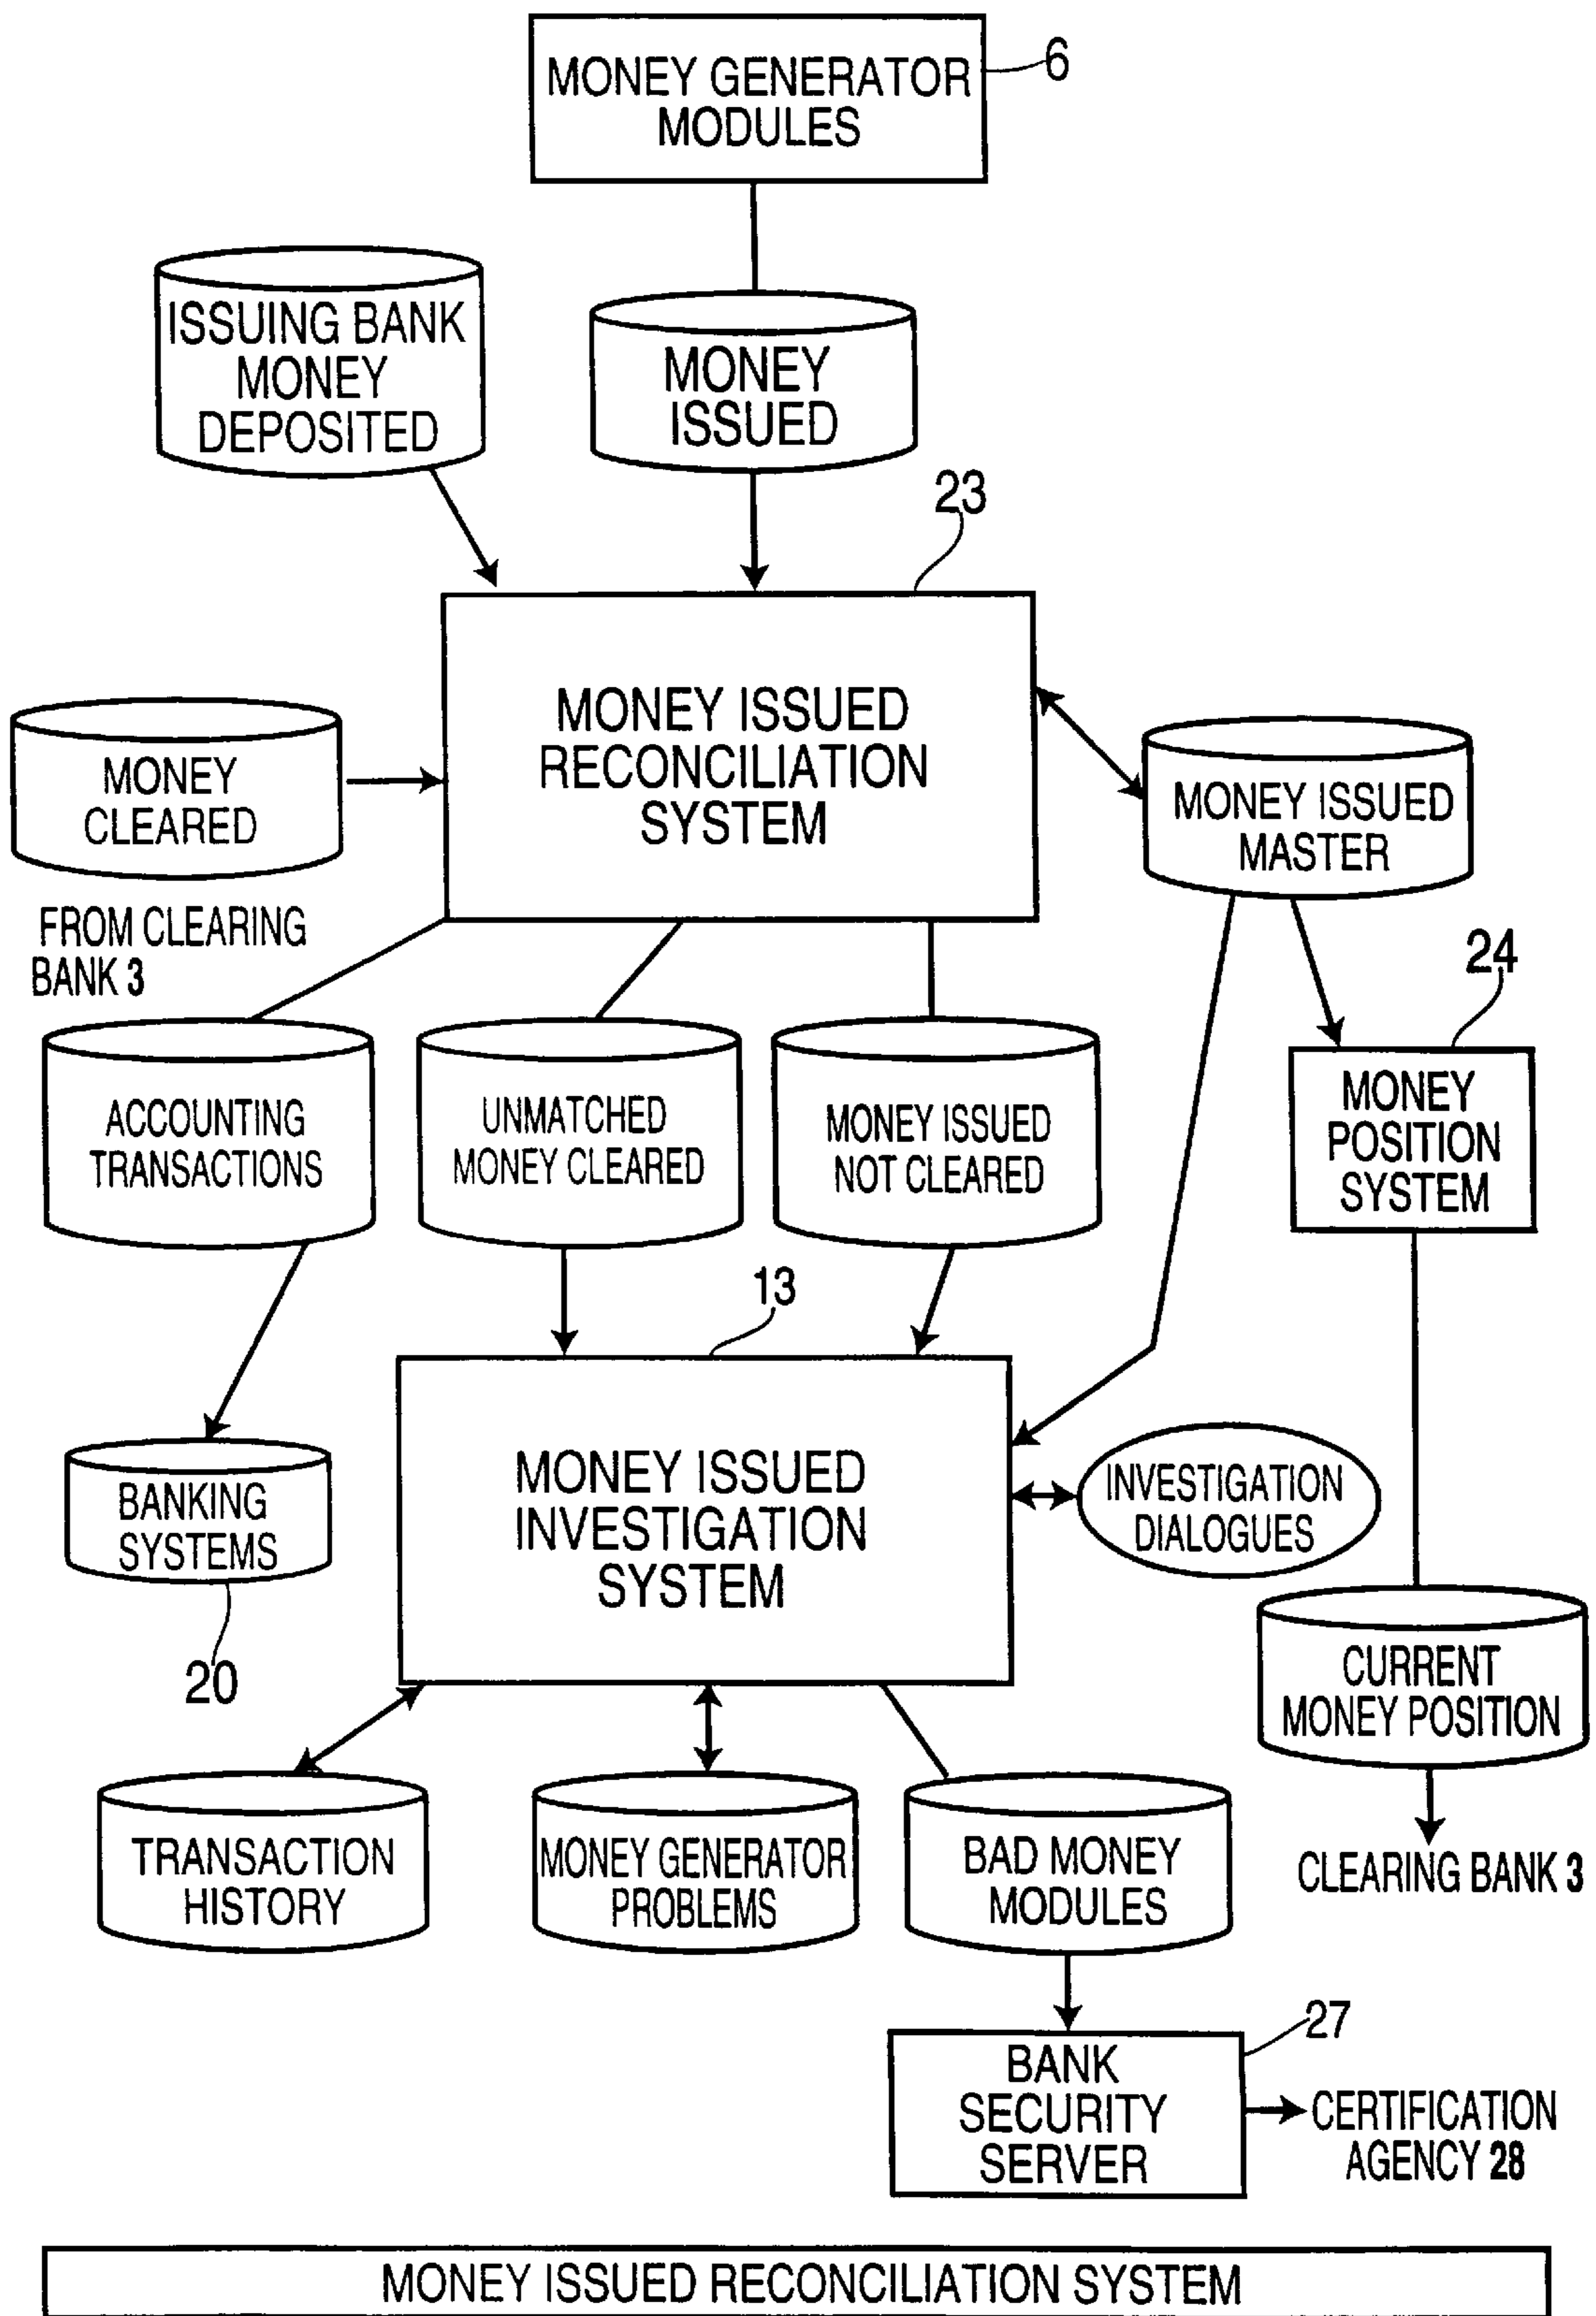 MONEY GENERATOR
MODULES
6
ISSUING BANK
MONEY
DEPOSITED
MONEY
ISSUED
23
MONEY ISSUED
RECONCILIATION
SYSTEM
MONEY
CLEARED
FROM CLEARING
BANK 3
MONEY ISSUED
MASTER
24
ACCOUNTING
TRANSACTIONS
UNMATCHED
MONEY CLEARED
MONEY ISSUED
NOT CLEARED
MONEY
POSITION
SYSTEM
13
BANKING
SYSTEMS
20
MONEY ISSUED
INVESTIGATION
SYSTEM
INVESTIGATION
DIALOGUES
CURRENT
MONEY POSITION
CLEARING BANK 3
TRANSACTION
HISTORY
MONEY GENERATOR
PROBLEMS
BAD MONEY
MODULES
27
BANK
SECURITY
SERVER
CERTIFICATION
AGENCY 28
MONEY ISSUED RECONCILIATION SYSTEM